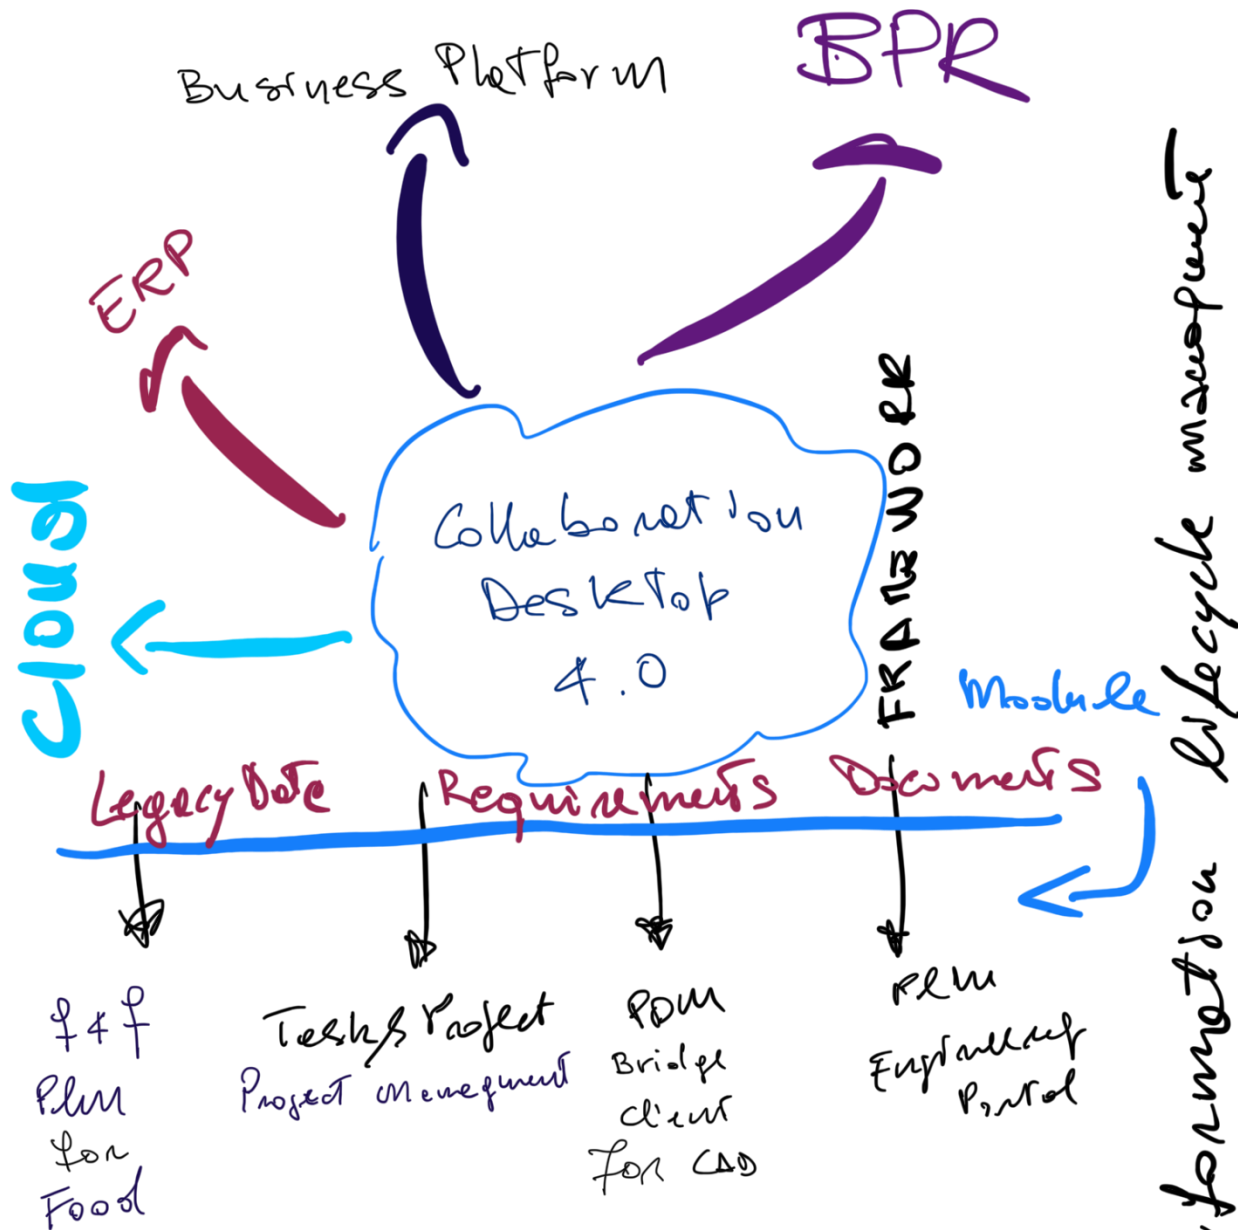 Business Platform
BPR
ERP
Cloud
Collaboration
Desktop
4.0
FRAMEWORK
Module
Legacy Data
Requirements
Documents
f4f
Plm
for
Food
Tasks Project
Project Management
PDM
Bridge
client
For CAD
PLM
Engineering
Portal
formation lifecycle management